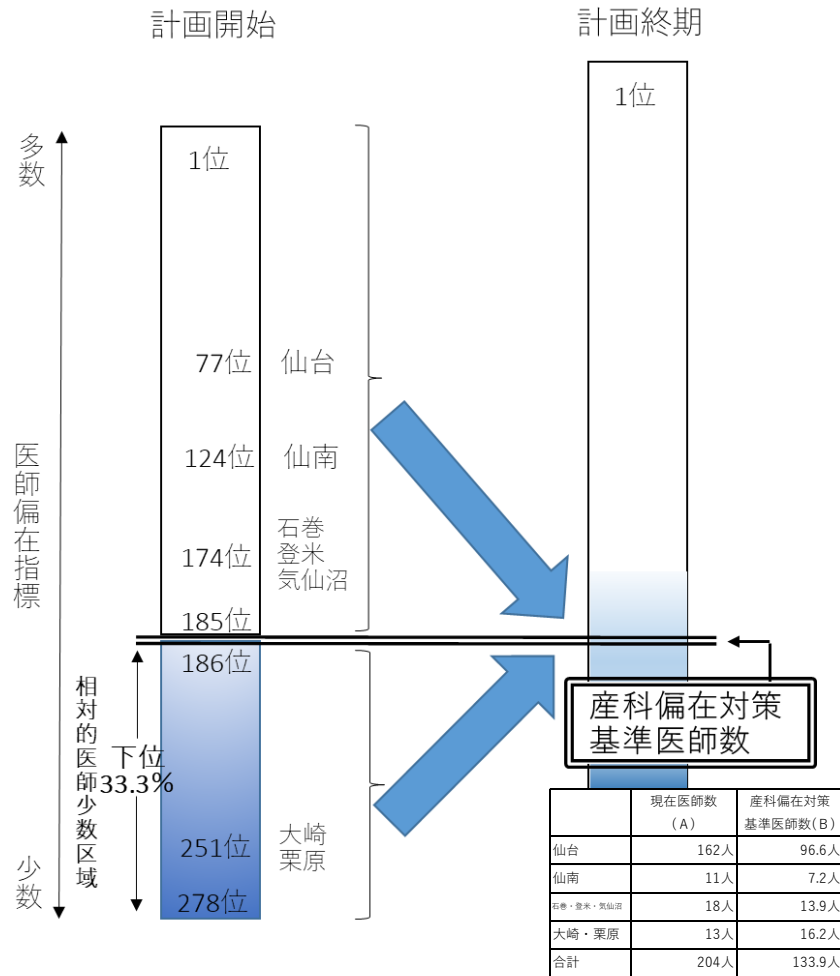 計画開始
計画終期
多数
医師偏在指標
少数
1位
77位 仙台
124位 仙南
174位
石巻
登米
気仙沼
185位
186位
相対的医師少数区域
下位
33.3%
251位
大崎
栗原
278位
1位
産科偏在対策
基準医師数
現在医師数
(A)
産科偏在対策
基準医師数(B)
仙台 162人 96.6人
仙南 11人 7.2人
石巻・登米・気仙沼 18人 13.9人
大崎・栗原 13人 16.2人
合計 204人 133.9人